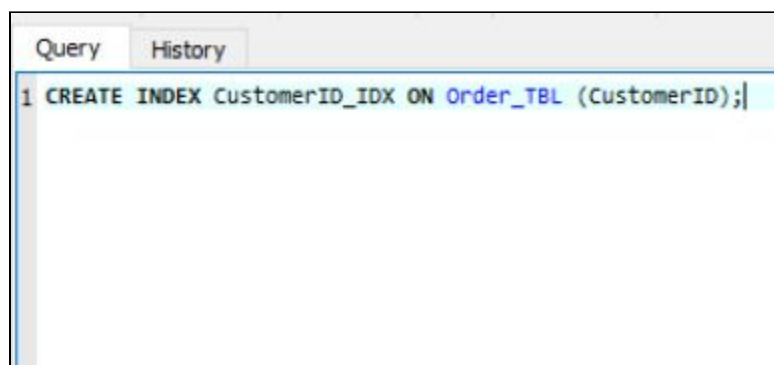 Query History
1 CREATE INDEX CustomerID_IDX ON Order_TBL (CustomerID);